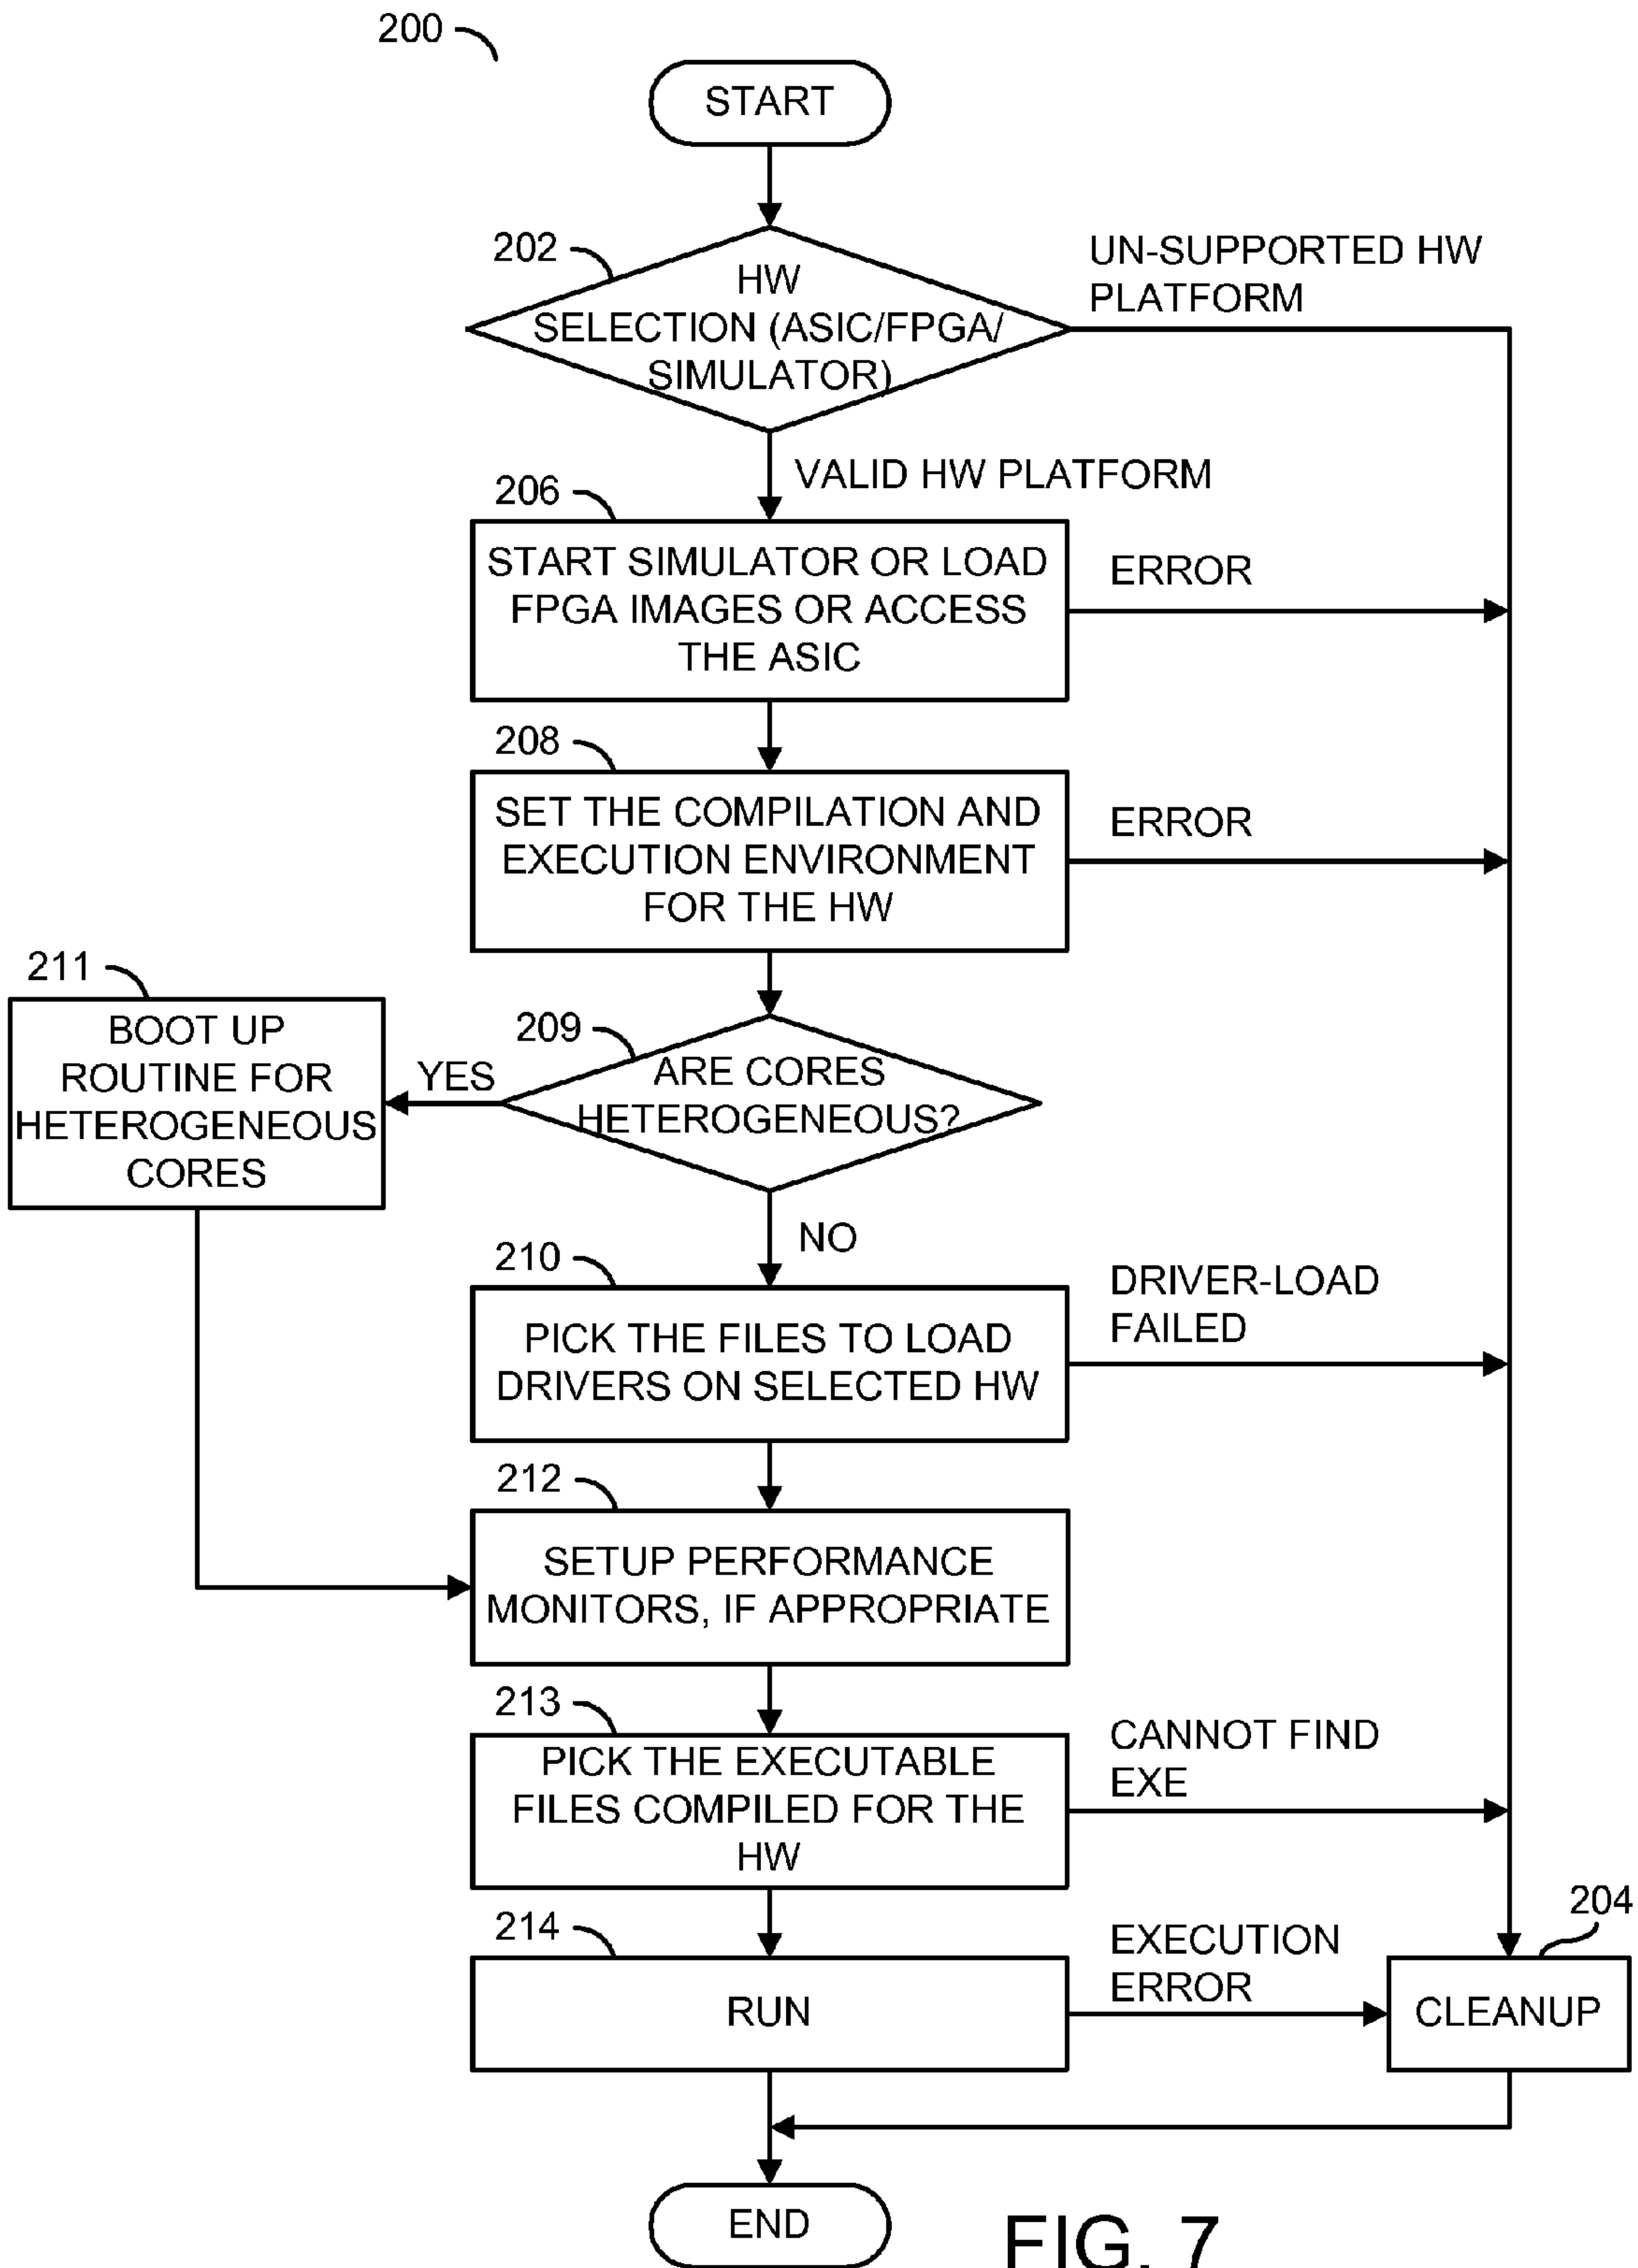 200
START
202
HW
SELECTION (ASIC/FPGA/
SIMULATOR)
UN-SUPPORTED HW
PLATFORM
VALID HW PLATFORM
206
START SIMULATOR OR LOAD
FPGA IMAGES OR ACCESS
THE ASIC
ERROR
208
SET THE COMPILATION AND
EXECUTION ENVIRONMENT
FOR THE HW
ERROR
211
BOOT UP
ROUTINE FOR
HETEROGENEOUS
CORES
YES
209
ARE CORES
HETEROGENEOUS?
NO
210
PICK THE FILES TO LOAD
DRIVERS ON SELECTED HW
DRIVER-LOAD
FAILED
212
SETUP PERFORMANCE
MONITORS, IF APPROPRIATE
213
PICK THE EXECUTABLE
FILES COMPILED FOR THE
HW
CANNOT FIND
EXE
214
RUN
EXECUTION
ERROR
204
CLEANUP
END
FIG. 7